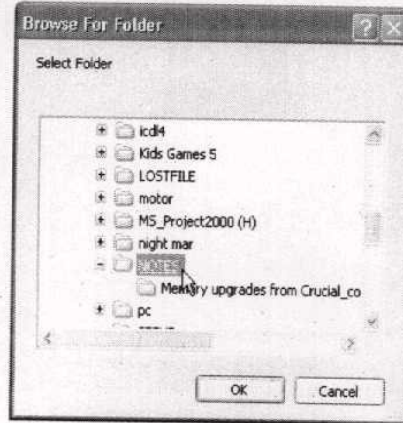 Browse For Folder
Select Folder
icdl4
Kids Games 5
LOSTFILE
motor
MS_Project2000 (H)
night mar
NOTES
Memory upgrades from Crucial_co
pc
OK
Cancel